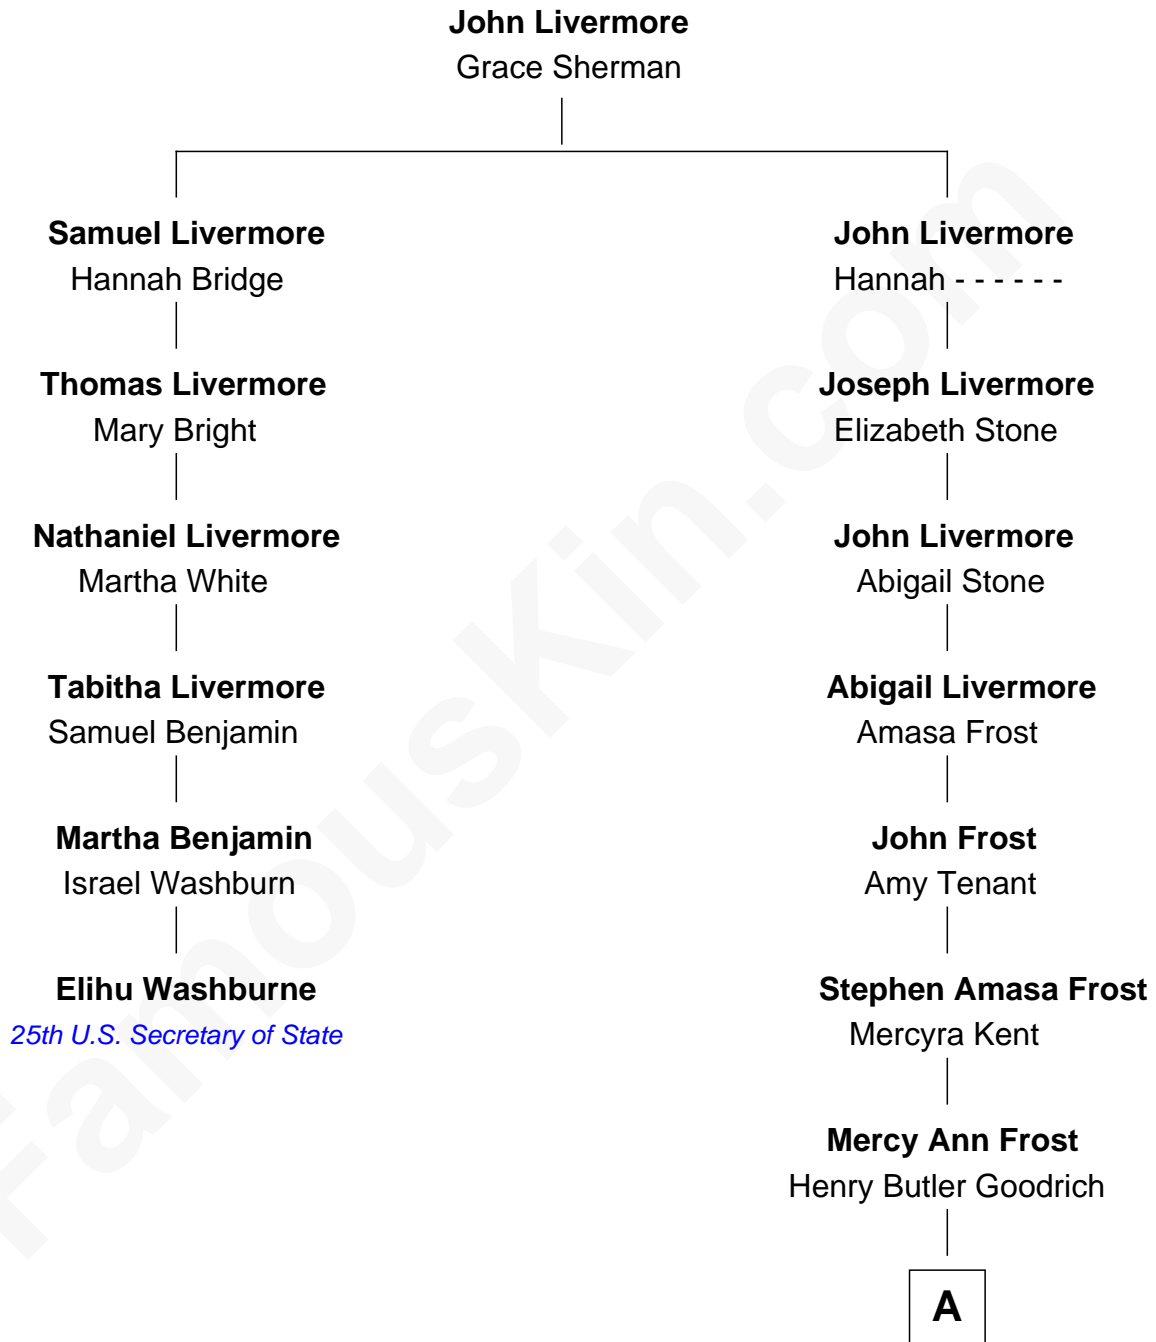 John Livermore
Grace Sherman
Samuel Livermore
Hannah Bridge
John Livermore
Hannah - - - - - -
Thomas Livermore
Mary Bright
Joseph Livermore
Elizabeth Stone
Nathaniel Livermore
Martha White
John Livermore
Abigail Stone
Tabitha Livermore
Samuel Benjamin
Abigail Livermore
Amasa Frost
Martha Benjamin
Israel Washburn
John Frost
Amy Tenant
Elihu Washburne
25th U.S. Secretary of State
Stephen Amasa Frost
Mercyra Kent
Mercy Ann Frost
Henry Butler Goodrich
A
FamousKin.com